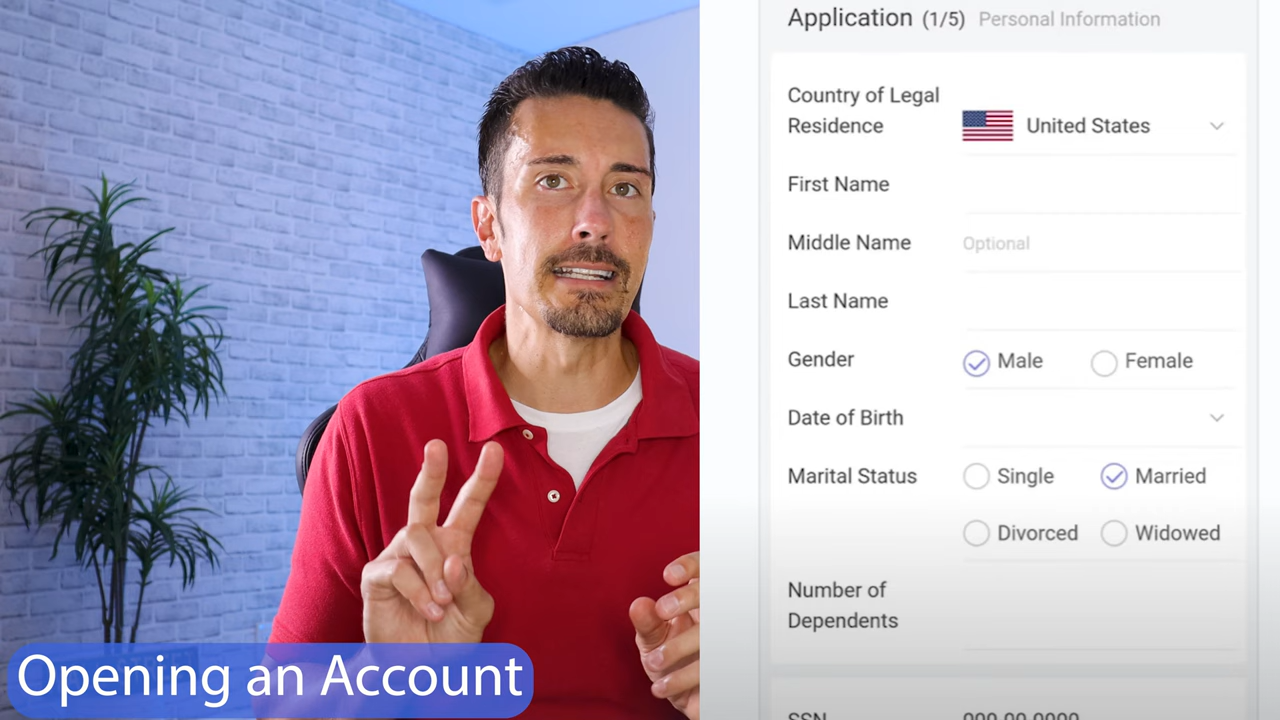 Application (1/5) Personal Information
Country of Legal
Residence
United States
First Name
Middle Name Optional
Last Name
Gender Male Female
Date of Birth
Marital Status Single Married
Divorced Widowed
Number of
Dependents
Opening an Account